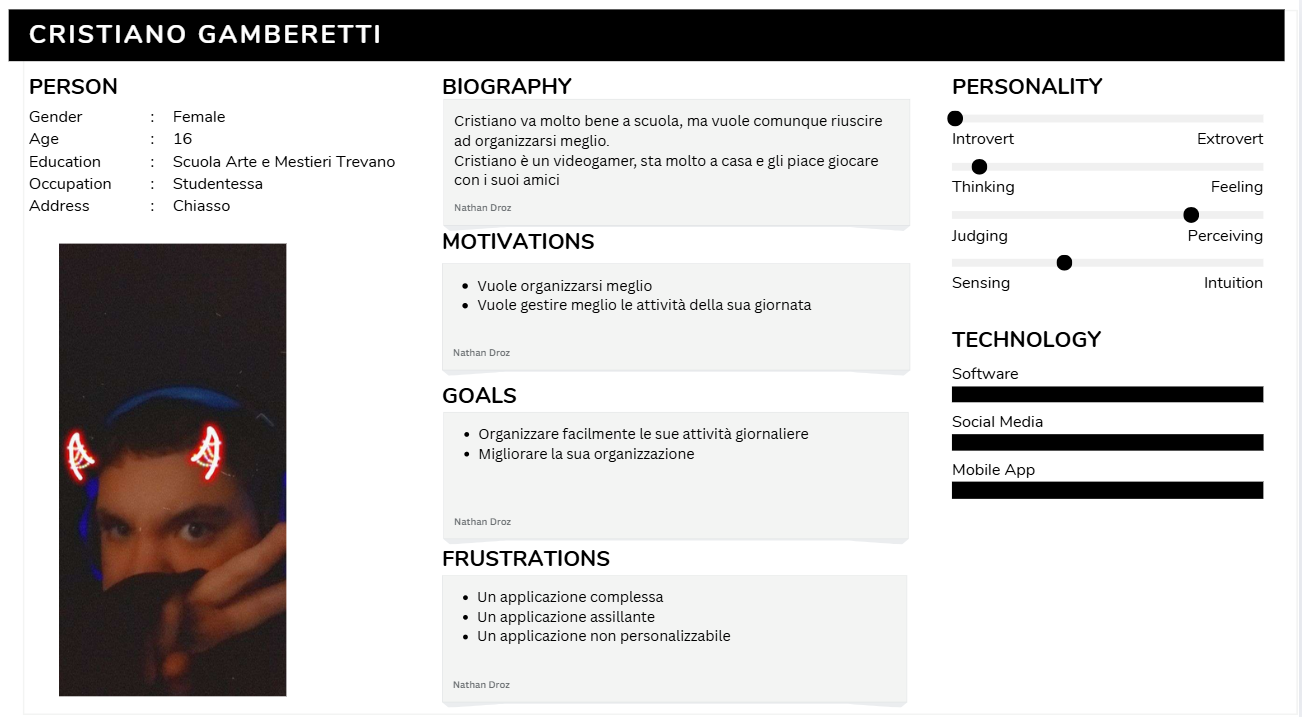 CRISTIANO GAMBERETTI
PERSON
Gender : Female
Age : 16
Education : Scuola Arte e Mestieri Trevano
Occupation : Studentessa
Address : Chiasso
BIOGRAPHY
Cristiano va molto bene a scuola, ma vuole comunque riuscire
ad organizzarsi meglio.
Cristiano è un videogamer, sta molto a casa e gli piace giocare
con i suoi amici
Nathan Droz
MOTIVATIONS
• Vuole organizzarsi meglio
• Vuole gestire meglio le attività della sua giornata
Nathan Droz
GOALS
• Organizzare facilmente le sue attività giornaliere
• Migliorare la sua organizzazione
Nathan Droz
FRUSTRATIONS
• Un applicazione complessa
• Un applicazione assillante
• Un applicazione non personalizzabile
Nathan Droz
PERSONALITY
Introvert Extrovert
Thinking Feeling
Judging Perceiving
Sensing Intuition
TECHNOLOGY
Software
Social Media
Mobile App